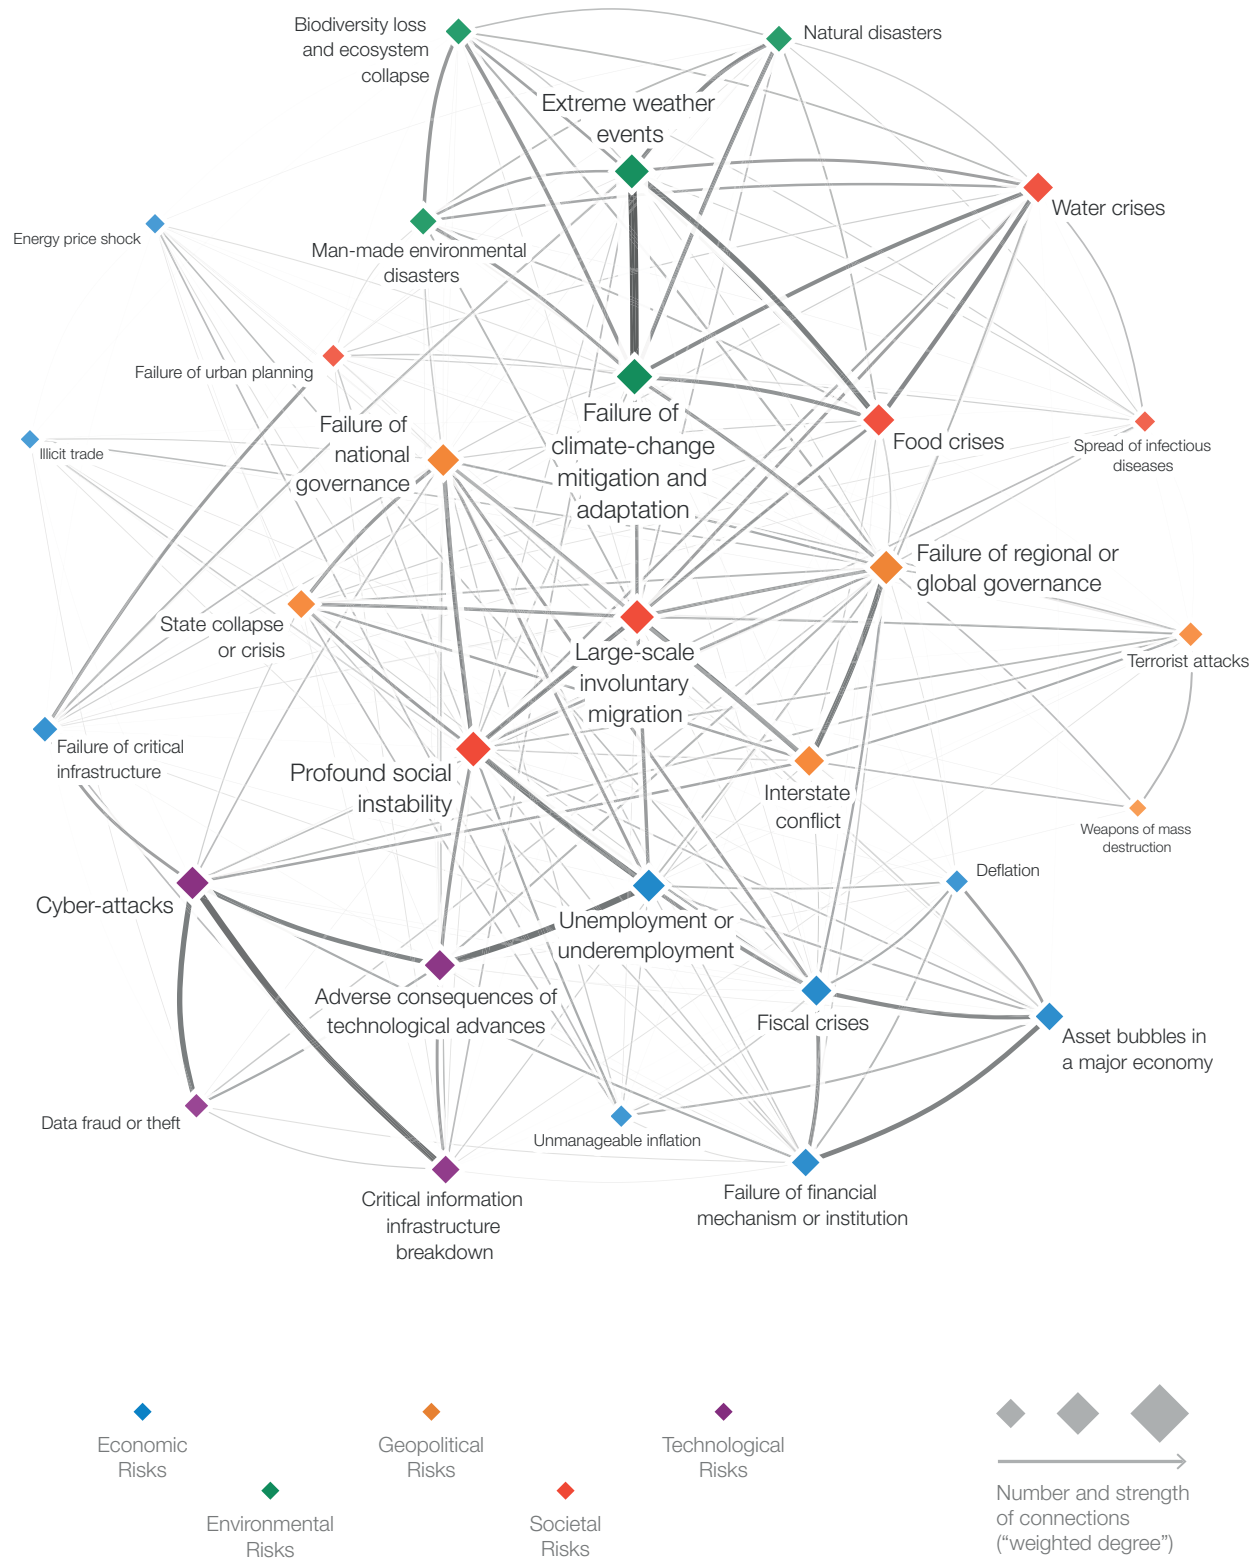 Biodiversity loss
and ecosystem
collapse
Natural disasters
Extreme weather
events
Water crises
Energy price shock
Man-made environmental
disasters
Failure of urban planning
Failure of
national
governance
Failure of
climate-change
mitigation and
adaptation
Food crises
Spread of infectious
diseases
Illicit trade
Failure of regional or
global governance
State collapse
or crisis
Large-scale
involuntary
migration
Terrorist attacks
Failure of critical
infrastructure
Profound social
instability
Interstate
conflict
Weapons of mass
destruction
Deflation
Cyber-attacks
Unemployment or
underemployment
Adverse consequences of
technological advances
Fiscal crises
Asset bubbles in
a major economy
Data fraud or theft
Unmanageable inflation
Critical information
infrastructure
breakdown
Failure of financial
mechanism or institution
Economic
Risks
Geopolitical
Risks
Technological
Risks
Environmental
Risks
Societal
Risks
Number and strength
of connections
(“weighted degree”)